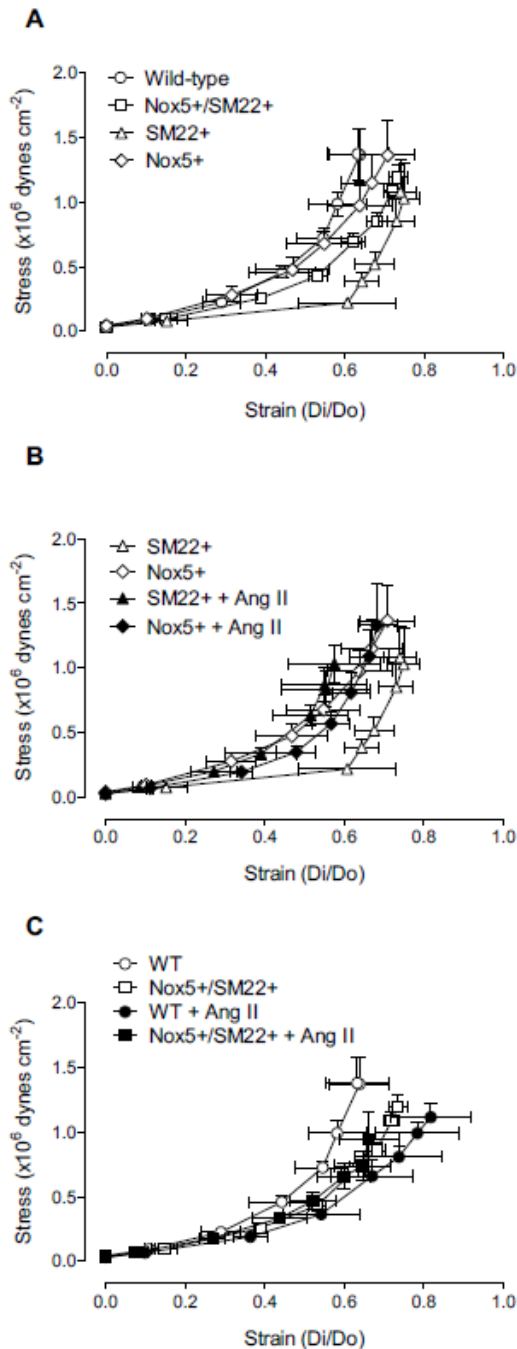 A
Wild-type
Nox5+/SM22+
SM22+
Nox5+
Stress (x10⁶ dynes cm⁻²)
2.0
1.5
1.0
0.5
0.0
0.0 0.2 0.4 0.6 0.8 1.0
Strain (Di/Do)
B
SM22+
Nox5+
SM22+ + Ang II
Nox5+ + Ang II
Stress (x10⁶ dynes cm⁻²)
2.0
1.5
1.0
0.5
0.0
0.0 0.2 0.4 0.6 0.8 1.0
Strain (Di/Do)
C
WT
Nox5+/SM22+
WT + Ang II
Nox5+/SM22+ + Ang II
Stress (x10⁶ dynes cm⁻²)
2.0
1.5
1.0
0.5
0.0
0.0 0.2 0.4 0.6 0.8 1.0
Strain (Di/Do)